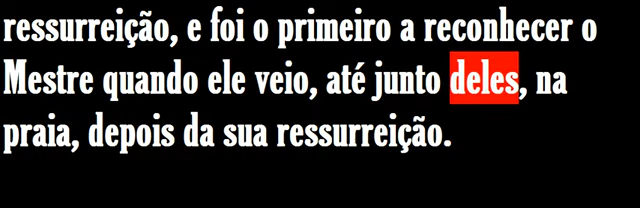 ressurreição, e foi o primeiro a reconhecer o
Mestre quando ele veio, até junto deles, na
praia, depois da sua ressurreição.